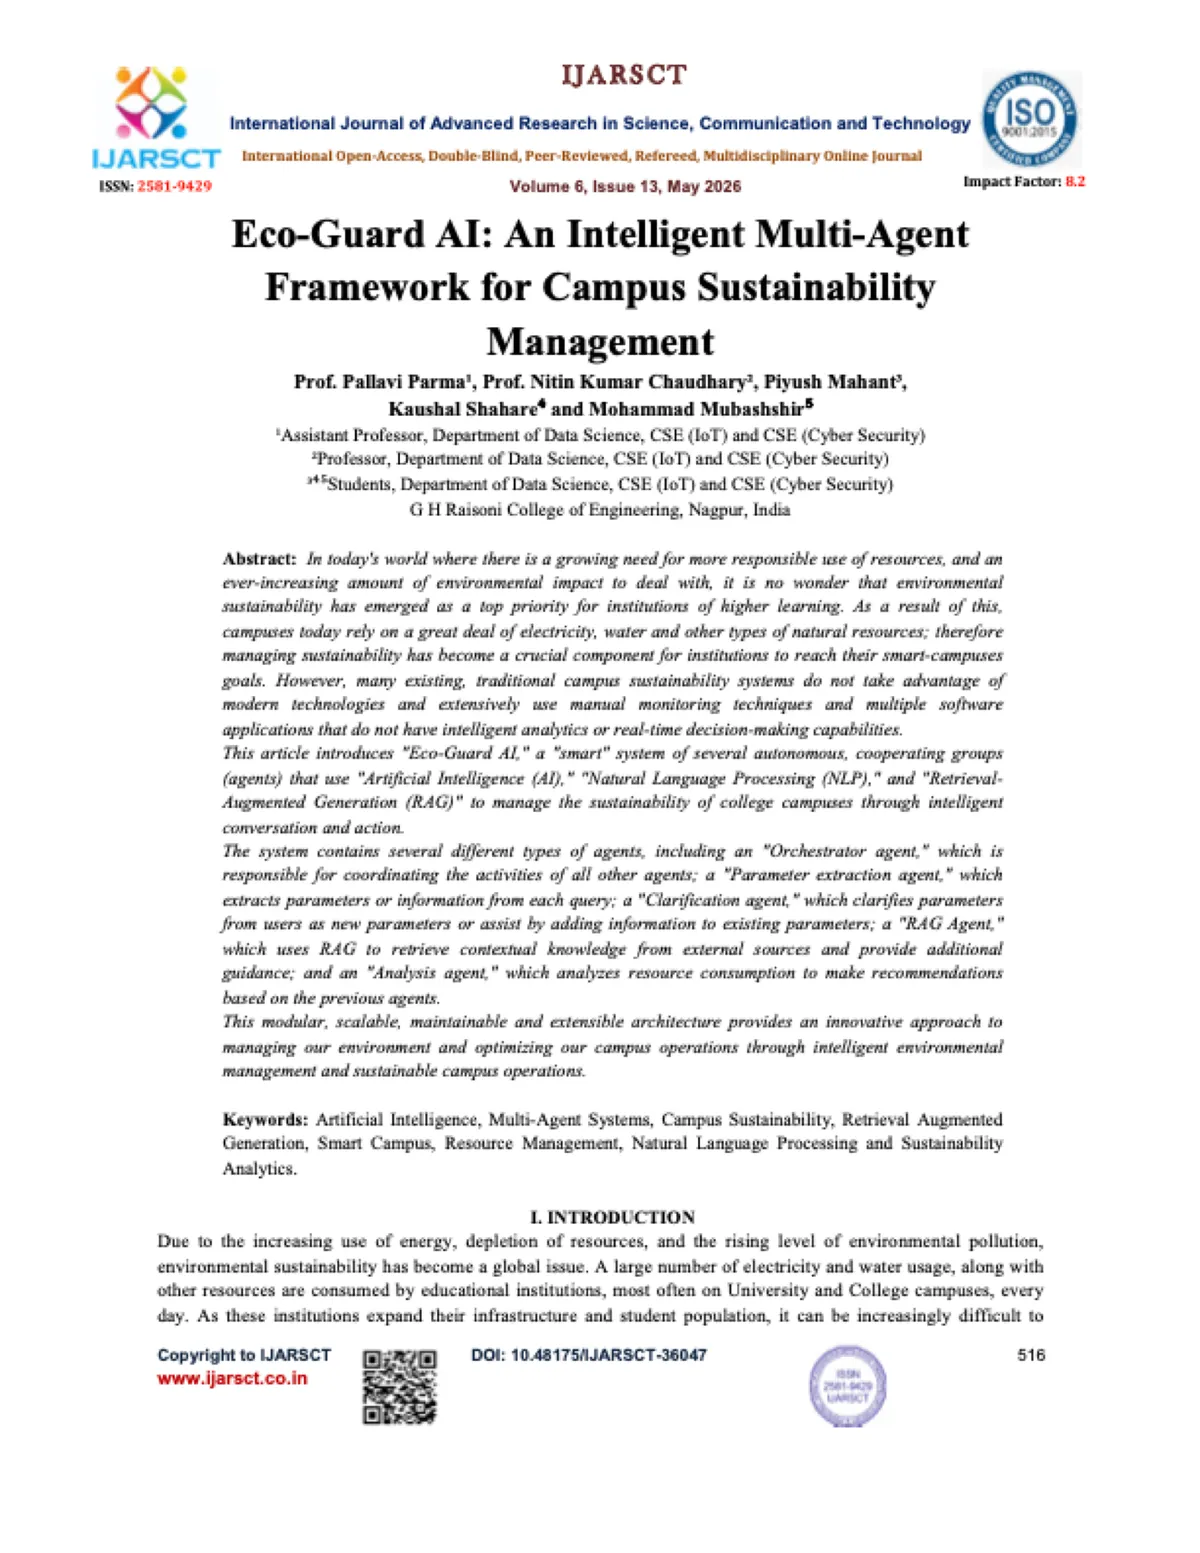 IJARSCT
International Journal of Advanced Research in Science, Communication and Technology
IJARSCT
International Open-Access, Double-Blind, Peer-Reviewed, Refereed, Multidisciplinary Online Journal
ISSN: 2581-9429
Volume 6, Issue 13, May 2026
QUALITY MANAGEMENT
ISO
9001:2015
CERTIFIED COMPANY
Impact Factor: 8.2
Eco-Guard AI: An Intelligent Multi-Agent
Framework for Campus Sustainability
Management
Prof. Pallavi Parma¹, Prof. Nitin Kumar Chaudhary², Piyush Mahant³,
Kaushal Shahare⁴ and Mohammad Mubashshir⁵
¹Assistant Professor, Department of Data Science, CSE (IoT) and CSE (Cyber Security)
²Professor, Department of Data Science, CSE (IoT) and CSE (Cyber Security)
³⁴⁵Students, Department of Data Science, CSE (IoT) and CSE (Cyber Security)
G H Raisoni College of Engineering, Nagpur, India
Abstract: In today's world where there is a growing need for more responsible use of resources, and an
ever-increasing amount of environmental impact to deal with, it is no wonder that environmental
sustainability has emerged as a top priority for institutions of higher learning. As a result of this,
campuses today rely on a great deal of electricity, water and other types of natural resources; therefore
managing sustainability has become a crucial component for institutions to reach their smart-campuses
goals. However, many existing, traditional campus sustainability systems do not take advantage of
modern technologies and extensively use manual monitoring techniques and multiple software
applications that do not have intelligent analytics or real-time decision-making capabilities.
This article introduces "Eco-Guard AI," a "smart" system of several autonomous, cooperating groups
(agents) that use "Artificial Intelligence (AI)," "Natural Language Processing (NLP)," and "Retrieval-
Augmented Generation (RAG)" to manage the sustainability of college campuses through intelligent
conversation and action.
The system contains several different types of agents, including an "Orchestrator agent," which is
responsible for coordinating the activities of all other agents; a "Parameter extraction agent," which
extracts parameters or information from each query; a "Clarification agent," which clarifies parameters
from users as new parameters or assist by adding information to existing parameters; a "RAG Agent,"
which uses RAG to retrieve contextual knowledge from external sources and provide additional
guidance; and an "Analysis agent," which analyzes resource consumption to make recommendations
based on the previous agents.
This modular, scalable, maintainable and extensible architecture provides an innovative approach to
managing our environment and optimizing our campus operations through intelligent environmental
management and sustainable campus operations.
Keywords: Artificial Intelligence, Multi-Agent Systems, Campus Sustainability, Retrieval Augmented
Generation, Smart Campus, Resource Management, Natural Language Processing and Sustainability
Analytics.
I. INTRODUCTION
Due to the increasing use of energy, depletion of resources, and the rising level of environmental pollution,
environmental sustainability has become a global issue. A large number of electricity and water usage, along with
other resources are consumed by educational institutions, most often on University and College campuses, every
day. As these institutions expand their infrastructure and student population, it can be increasingly difficult to
Copyright to IJARSCT
DOI: 10.48175/IJARSCT-36047
516
www.ijarsct.co.in
ISSN
2581-9429
IJARSCT